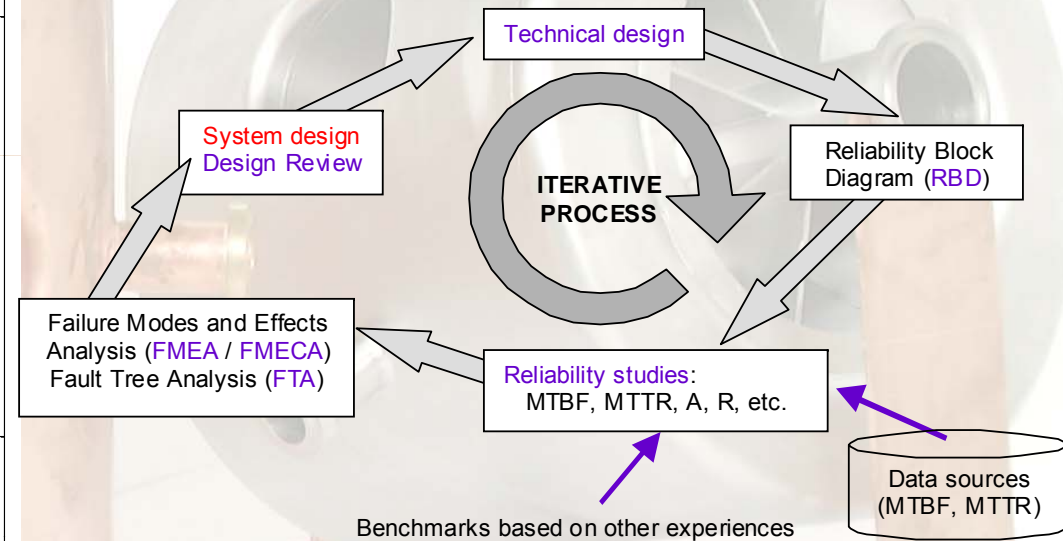 Technical design
System design
Design Review
ITERATIVE
PROCESS
Reliability Block
Diagram (RBD)
Failure Modes and Effects
Analysis (FMEA / FMECA)
Fault Tree Analysis (FTA)
Reliability studies:
MTBF, MTTR, A, R, etc.
Data sources
(MTBF, MTTR)
Benchmarks based on other experiences